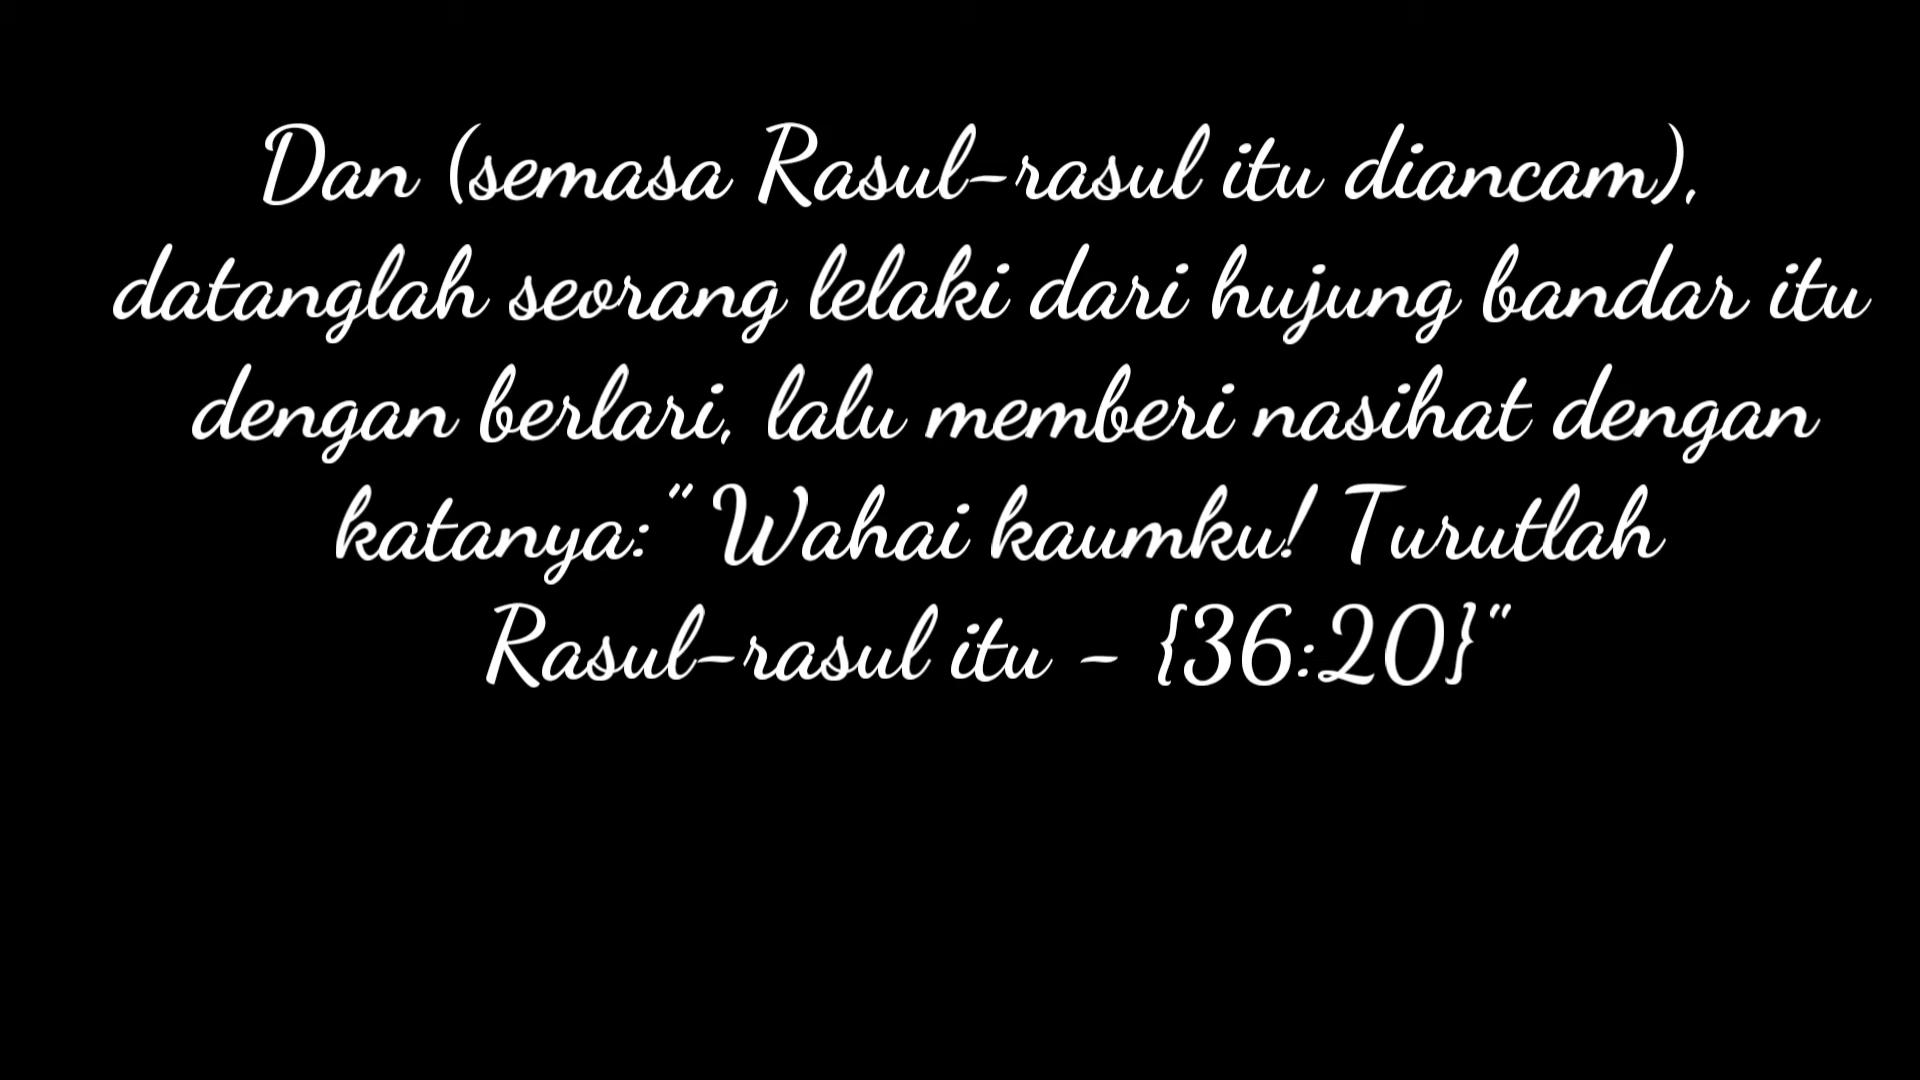 Dan (semasa Rasul-rasul itu diancam),
datanglah seorang lelaki dari hujung bandar itu
dengan berlari, lalu memberi nasihat dengan
katanya:" Wahai kaumku! Turutlah
Rasul-rasul itu - {36:20}"